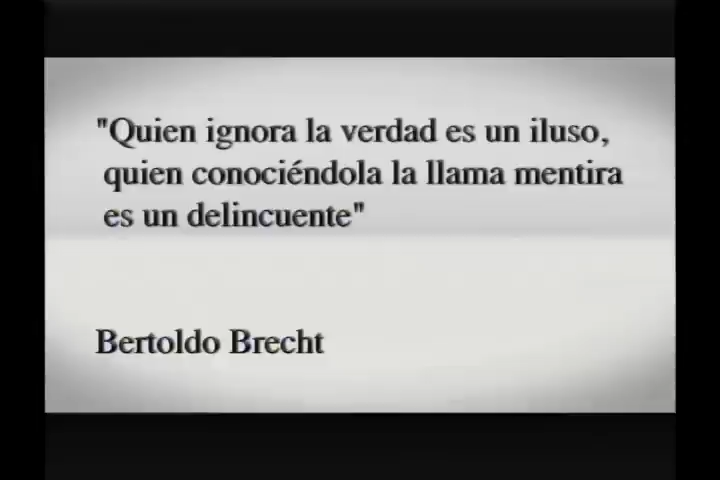 "Quien ignora la verdad es un iluso,
quien conociéndola la llama mentira
es un delincuente"
Bertoldo Brecht